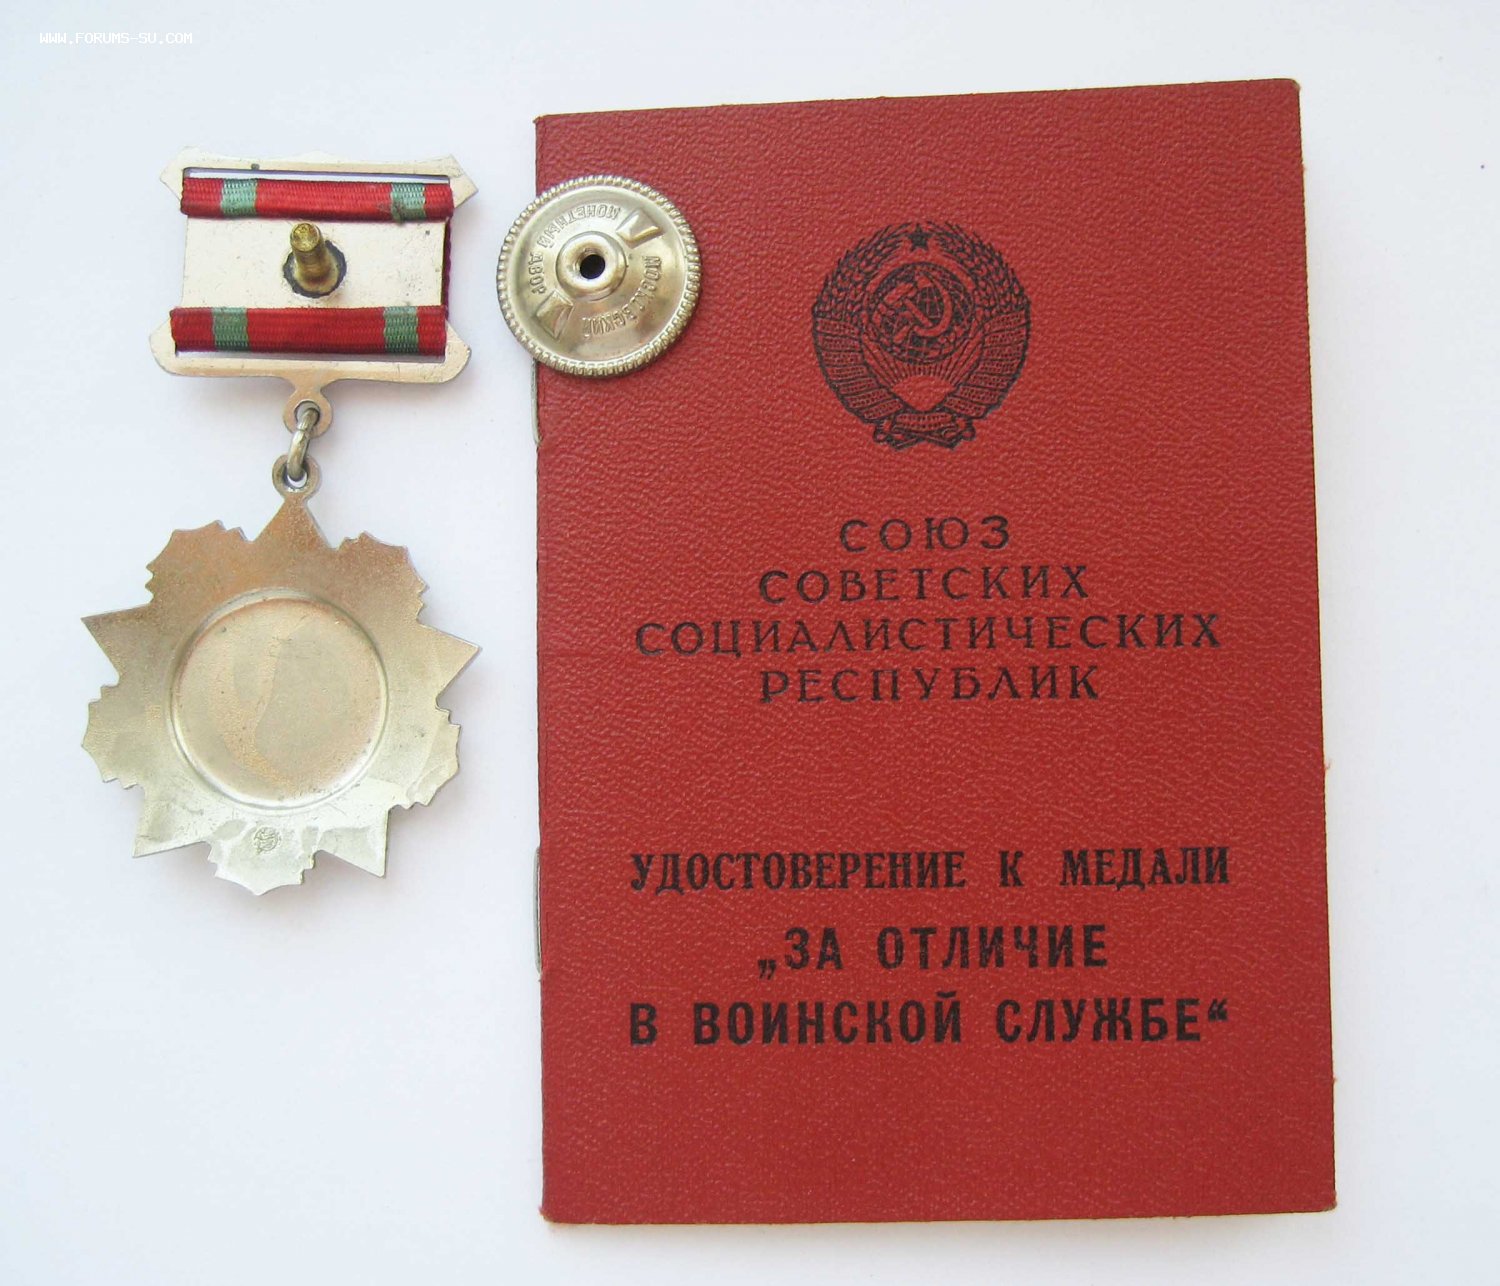 WWW.FORUMS-SU.COM
МОНЕТНЫЙ ДВОР
МОСКОВСКИЙ
СОЮЗ
СОВЕТСКИХ
СОЦИАЛИСТИЧЕСКИХ
РЕСПУБЛИК
УДОСТОВЕРЕНИЕ К МЕДАЛИ
„ЗА ОТЛИЧИЕ
В ВОИНСКОЙ СЛУЖБЕ“